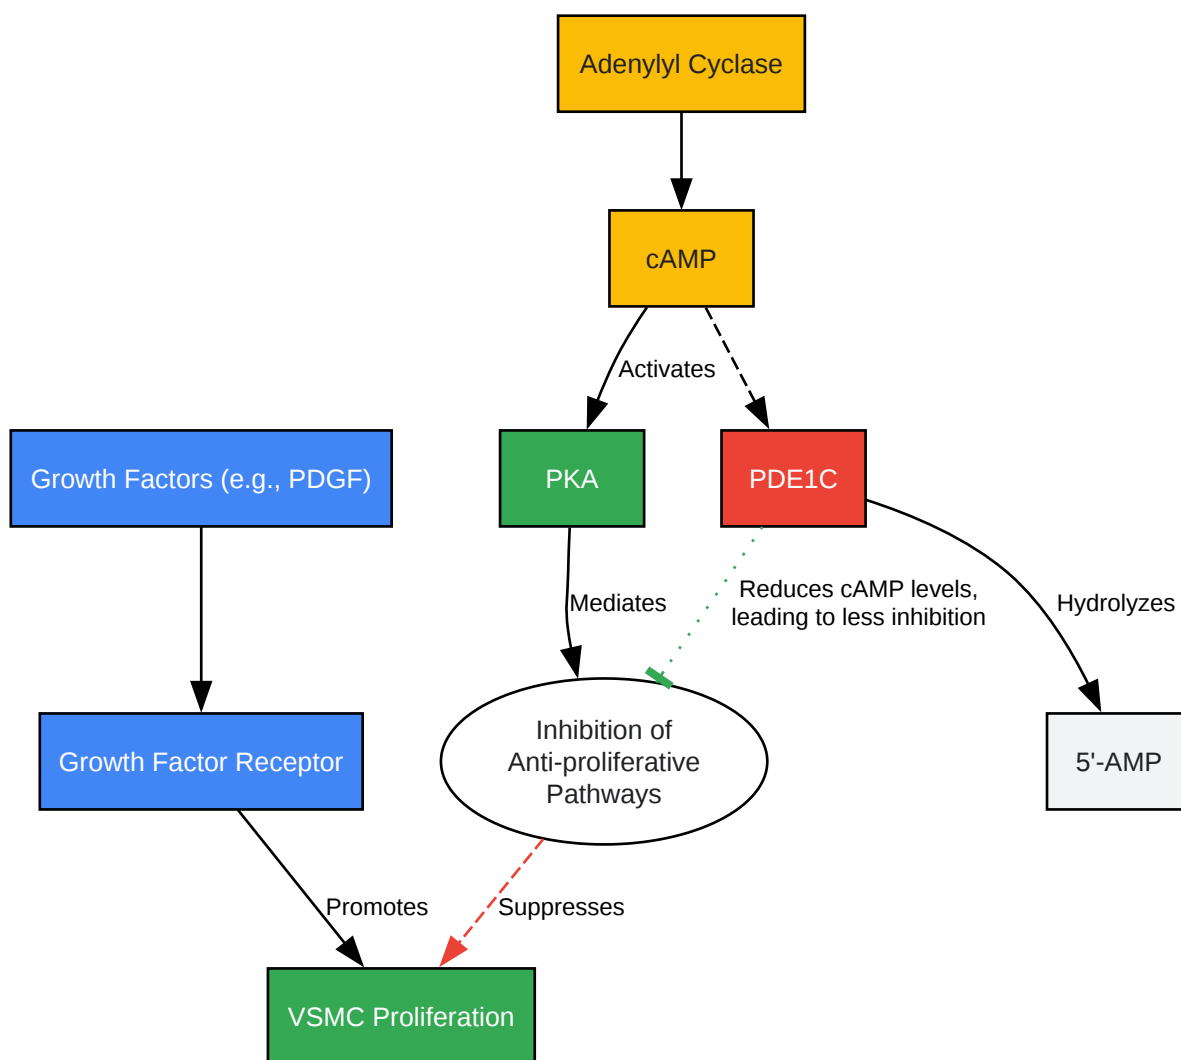 Adenylyl Cyclase
cAMP
Activates
Growth Factors (e.g., PDGF)
PKA
PDE1C
Mediates
Reduces cAMP levels,
leading to less inhibition
Hydrolyzes
Growth Factor Receptor
Inhibition of
Anti-proliferative
Pathways
5'-AMP
Promotes
Suppresses
VSMC Proliferation